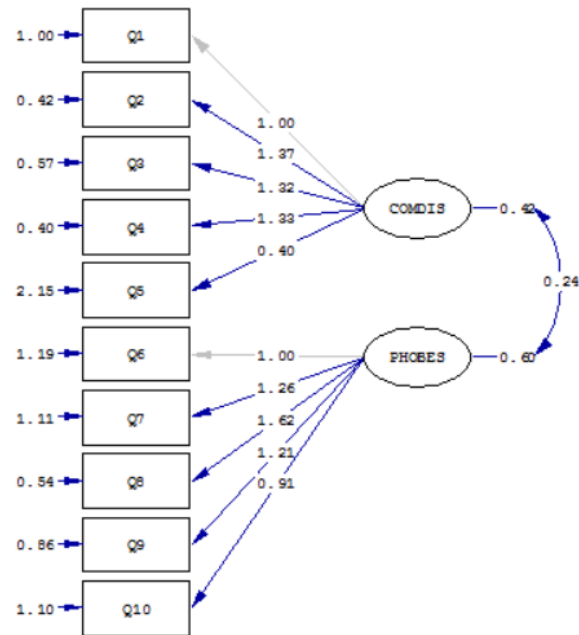 1.00 Q1
0.42 Q2
1.00
1.37
0.57 Q3
1.32
COMDIS 0.42
0.40 Q4
1.33
0.40
2.15 Q5
0.24
1.19 Q6
1.00
PHOBES 0.60
1.26
1.11 Q7
1.62
1.21
0.54 Q8
0.91
0.86 Q9
1.10 Q10